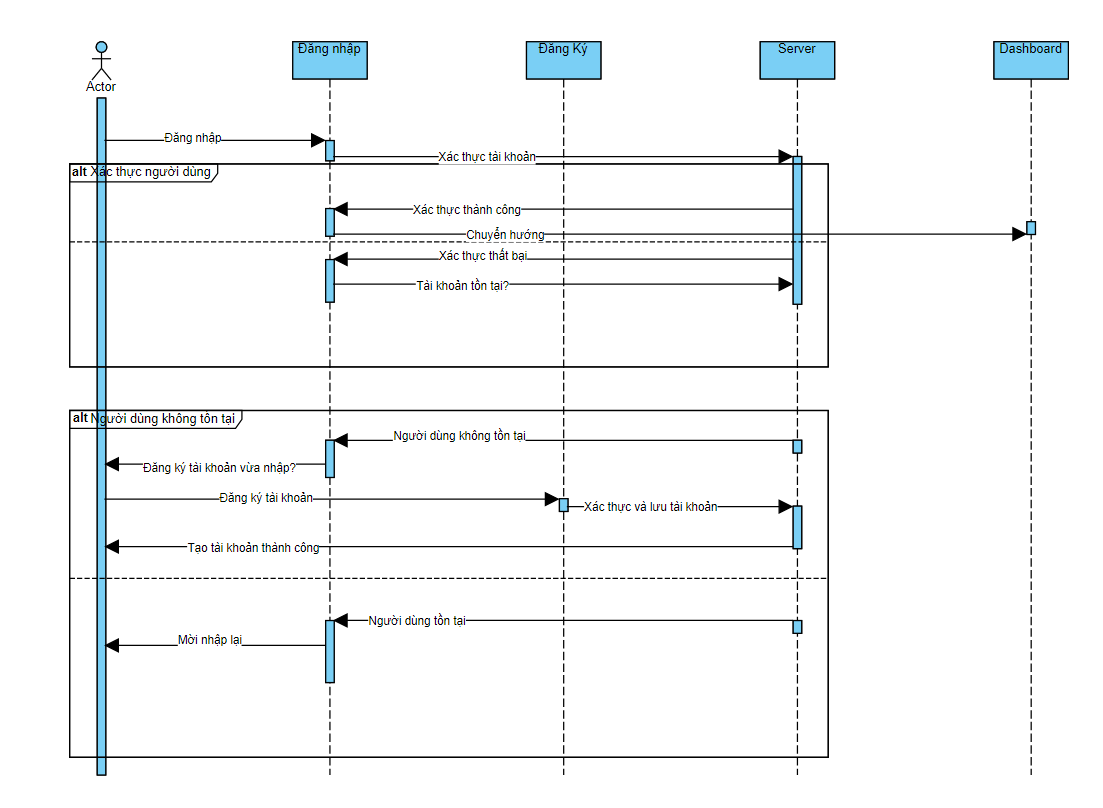 Đăng nhập
Đăng Ký
Server
Dashboard
Actor
Đăng nhập
Xác thực tài khoản
alt Xác thực người dùng
Xác thực thành công
Chuyển hướng
Xác thực thất bại
Tài khoản tồn tại?
alt Người dùng không tồn tại
Người dùng không tồn tại
Đăng ký tài khoản vừa nhập?
Đăng ký tài khoản
Xác thực và lưu tài khoản
Tạo tài khoản thành công
Người dùng tồn tại
Mời nhập lại